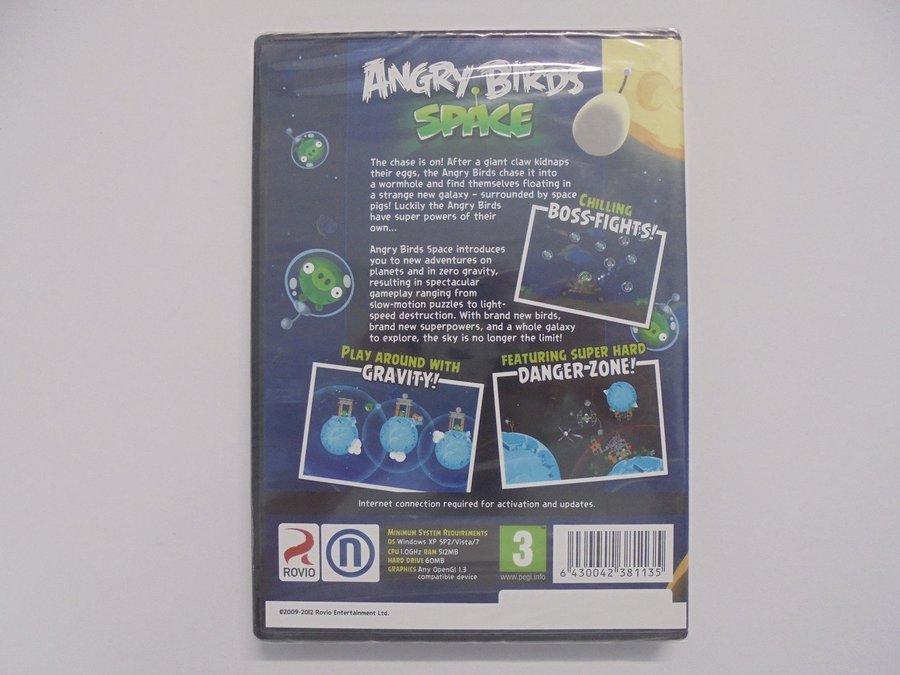 ANGRY BIRDS
SPACE
The chase is on! After a giant claw kidnaps
their eggs, the Angry Birds chase it into
a wormhole and find themselves floating in
a strange new galaxy – surrounded by space
pigs! Luckily the Angry Birds
have super powers of their
own...
CHILLING
BOSS-FIGHTS!
Angry Birds Space introduces
you to new adventures on
planets and in zero gravity,
resulting in spectacular
gameplay ranging from
slow-motion puzzles to light-
speed destruction. With brand new birds,
brand new superpowers, and a whole galaxy
to explore, the sky is no longer the limit!
PLAY AROUND WITH
GRAVITY!
FEATURING SUPER HARD
DANGER-ZONE!
Internet connection required for activation and updates.
ROVIO
n
MINIMUM SYSTEM REQUIREMENTS
OS Windows XP SP2/Vista/7
CPU 1.0GHz RAM 512MB
HARD DRIVE 60MB
GRAPHICS Any OpenGl 1.3
compatible device
3
www.pegi.info
6 430042 381135
©2009-2012 Rovio Entertainment Ltd.